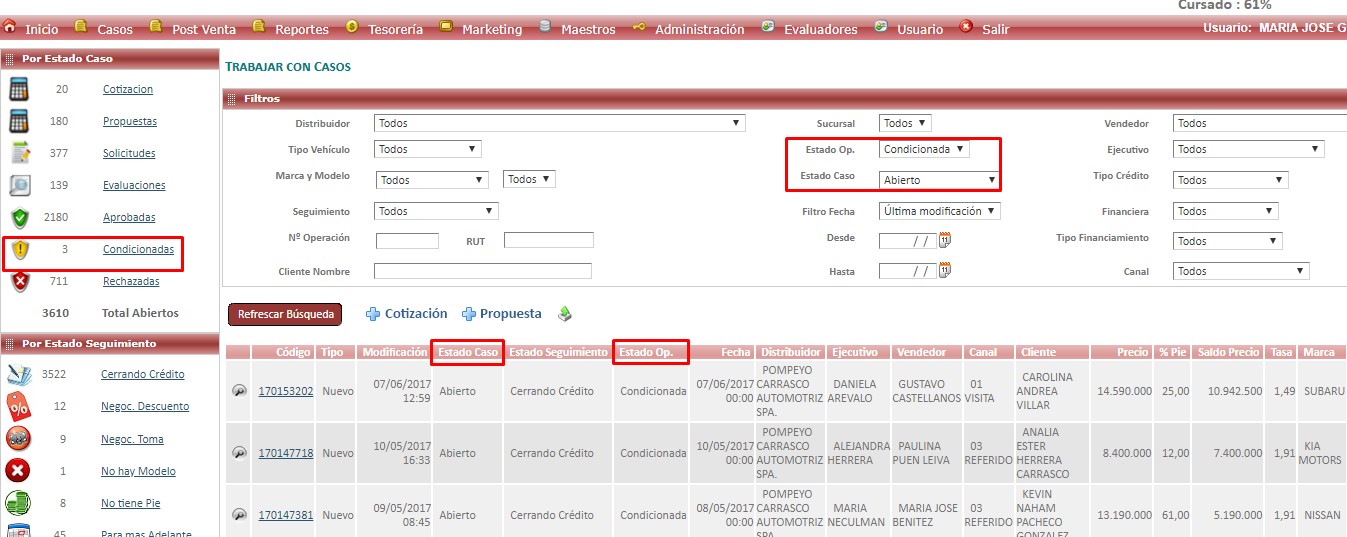 Cursado : 61%
Inicio Casos Post Venta Reportes Tesorería Marketing Maestros Administración Evaluadores Usuario Salir Usuario: MARIA JOSE G
Por Estado Caso
20 Cotizacion
180 Propuestas
377 Solicitudes
139 Evaluaciones
2180 Aprobadas
3 Condicionadas
711 Rechazadas
3610 Total Abiertos
Por Estado Seguimiento
3522 Cerrando Crédito
12 Negoc. Descuento
9 Negoc. Toma
1 No hay Modelo
8 No tiene Pie
45 Para mas Adelante
TRABAJAR CON CASOS
Filtros
Distribuidor Todos Sucursal Todos Vendedor Todos
Tipo Vehículo Todos Estado Op. Condicionada Ejecutivo Todos
Marca y Modelo Todos Todos Estado Caso Abierto Tipo Crédito Todos
Seguimiento Todos Filtro Fecha Última modificación Financiera Todos
Nº Operación RUT Desde / / 11 Tipo Financiamiento Todos
Cliente Nombre Hasta / / 11 Canal Todos
Refrescar Búsqueda Cotización Propuesta
Código Tipo Modificación Estado Caso Estado Seguimiento Estado Op. Fecha Distribuidor Ejecutivo Vendedor Canal Cliente Precio % Pie Saldo Precio Tasa Marca
170153202 Nuevo 07/06/2017 12:59 Abierto Cerrando Crédito Condicionada 07/06/2017 00:00 POMPEYO CARRASCO AUTOMOTRIZ SPA. DANIELA AREVALO GUSTAVO CASTELLANOS 01 VISITA CAROLINA ANDREA VILLAR 14.590.000 25,00 10.942.500 1,49 SUBARU
170147718 Nuevo 10/05/2017 16:33 Abierto Cerrando Crédito Condicionada 10/05/2017 00:00 POMPEYO CARRASCO AUTOMOTRIZ SPA. ALEJANDRA HERRERA PAULINA PUEN LEIVA 03 REFERIDO ANALIA ESTER HERRERA CARRASCO 8.400.000 12,00 7.400.000 1,91 KIA MOTORS
170147381 Nuevo 09/05/2017 08:45 Abierto Cerrando Crédito Condicionada 08/05/2017 00:00 POMPEYO CARRASCO AUTOMOTRIZ SPA. MARIA NECULMAN MARIA JOSE BENITEZ 03 REFERIDO KEVIN NAHAM PACHECO GONZALEZ 13.190.000 61,00 5.190.000 1,91 NISSAN